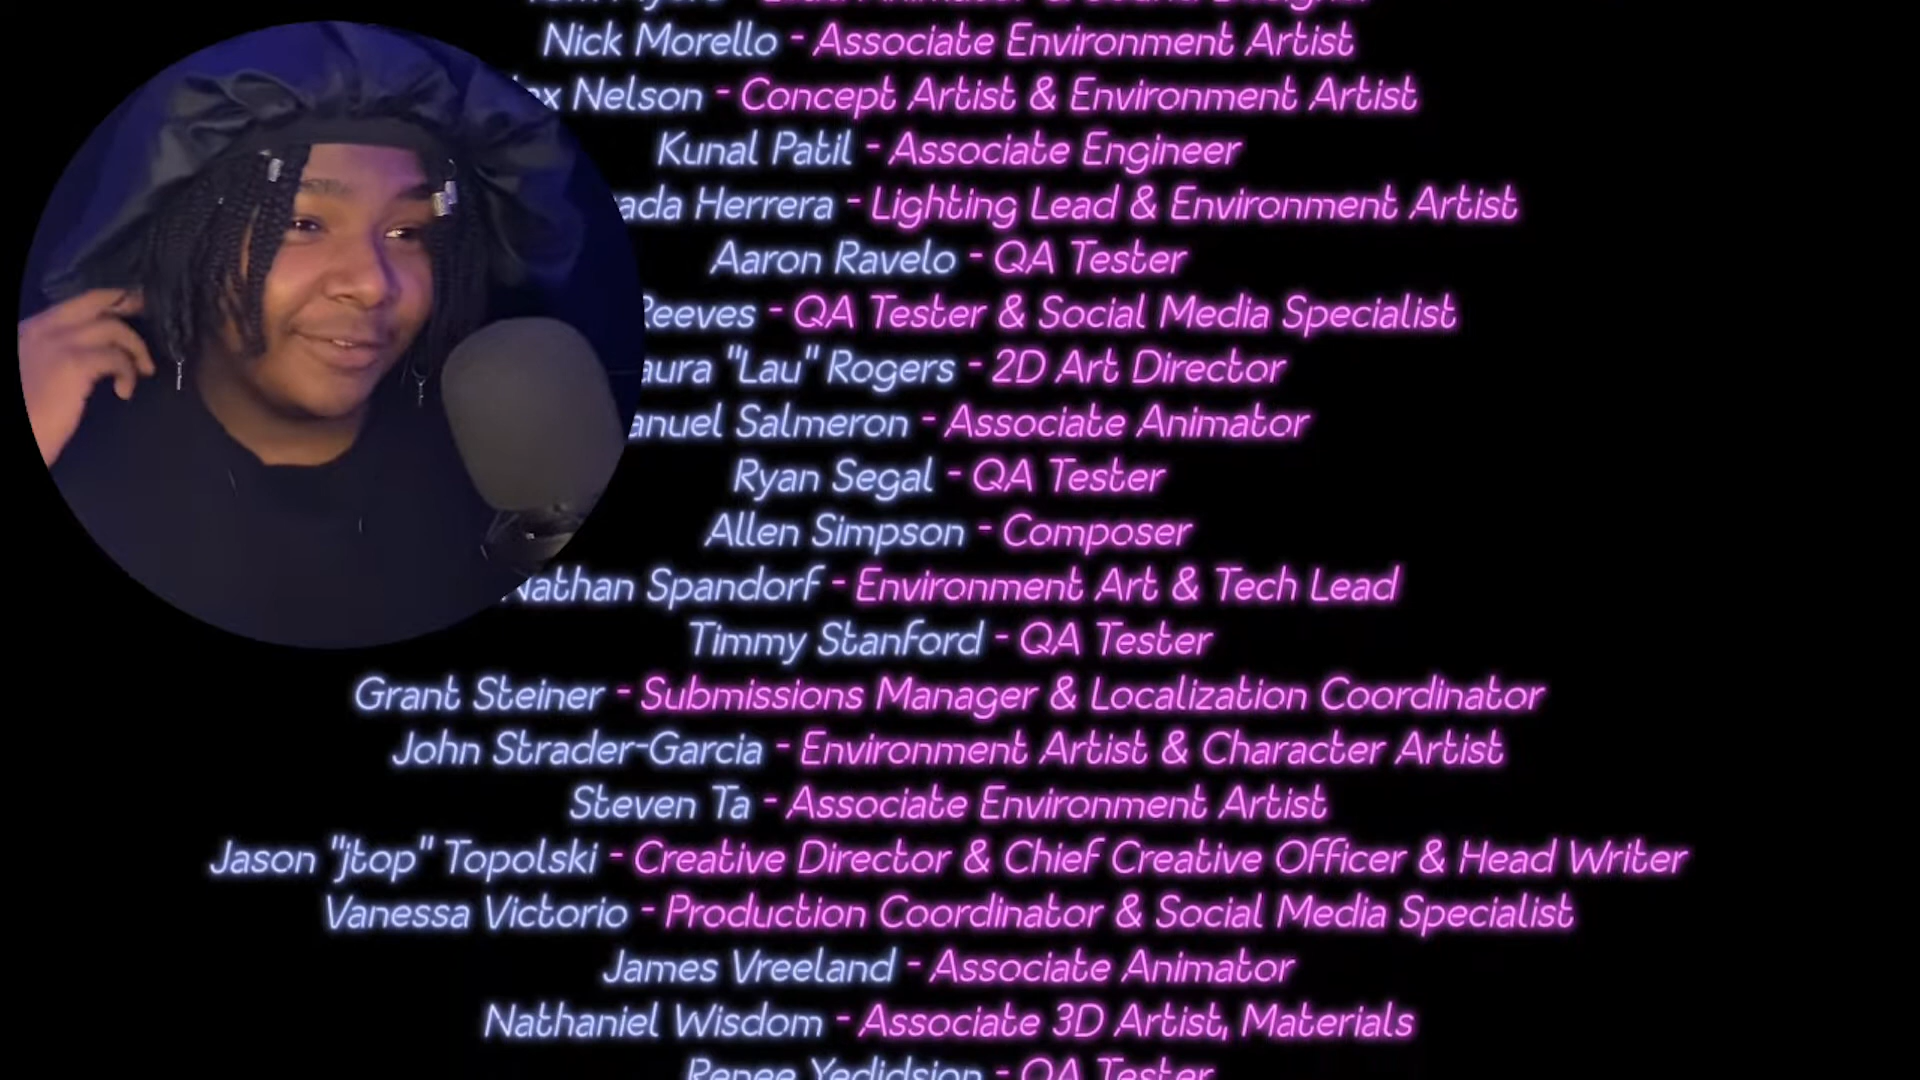 Nick Morello - Associate Environment Artist
Nelson - Concept Artist & Environment Artist
Kunal Patil - Associate Engineer
Herrera - Lighting Lead & Environment Artist
Aaron Ravelo - QA Tester
Reeves - QA Tester & Social Media Specialist
"Lau" Rogers - 2D Art Director
Salmeron - Associate Animator
Ryan Segal - QA Tester
Allen Simpson - Composer
Nathan Spandorf - Environment Art & Tech Lead
Timmy Stanford - QA Tester
Grant Steiner - Submissions Manager & Localization Coordinator
John Strader-Garcia - Environment Artist & Character Artist
Steven Ta - Associate Environment Artist
Jason "jtop" Topolski - Creative Director & Chief Creative Officer & Head Writer
Vanessa Victorio - Production Coordinator & Social Media Specialist
James Vreeland - Associate Animator
Nathaniel Wisdom - Associate 3D Artist, Materials
Renee Yedidsion - QA Tester